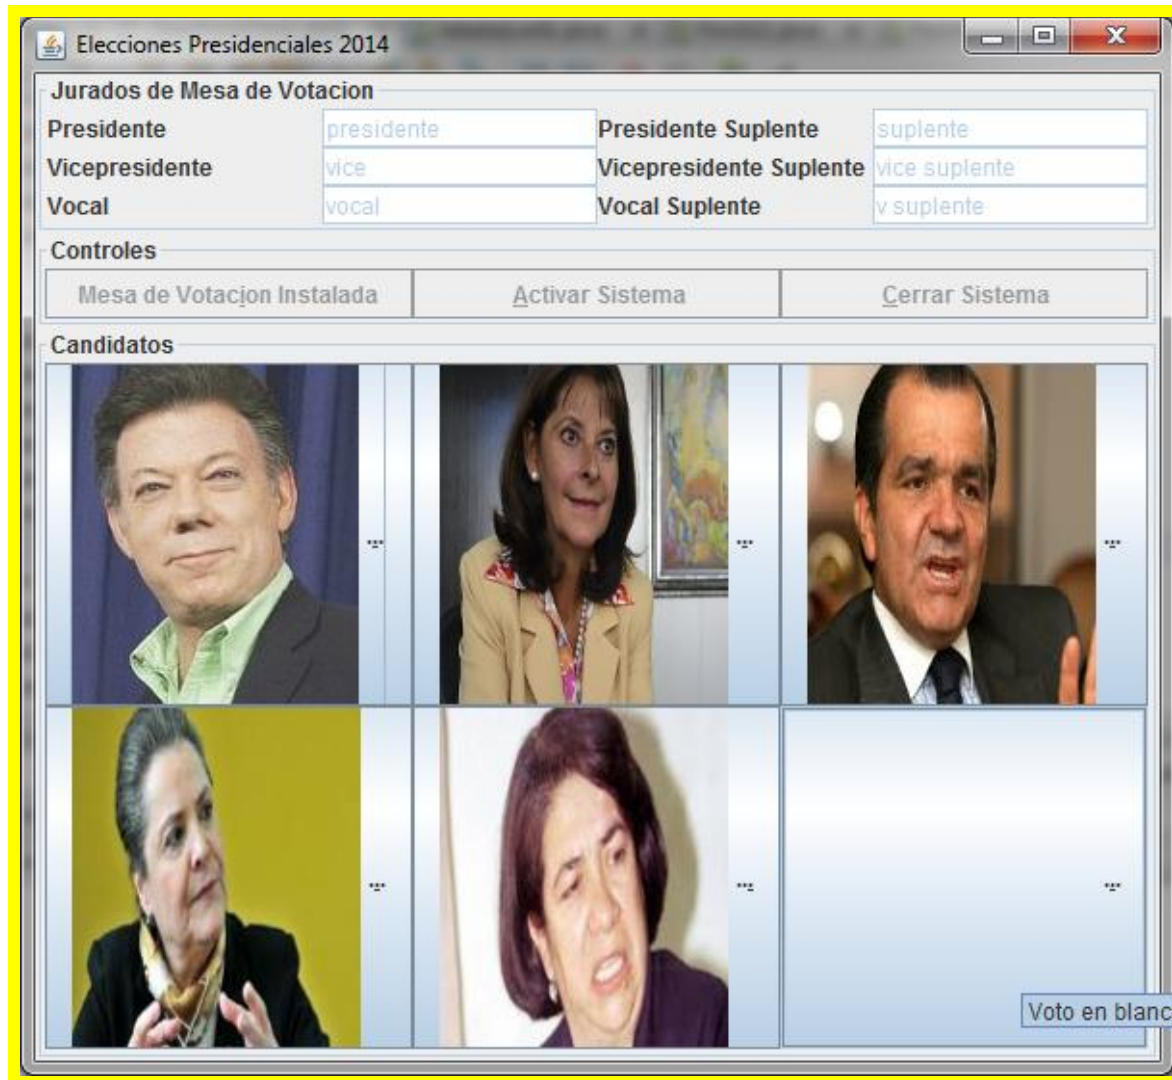 Elecciones Presidenciales 2014
Jurados de Mesa de Votacion
Presidente presidente Presidente Suplente suplente
Vicepresidente vice Vicepresidente Suplente vice suplente
Vocal vocal Vocal Suplente v suplente
Controles
Mesa de Votacion Instalada Activar Sistema Cerrar Sistema
Candidatos
... ... ...
... ... ...
Voto en blanc